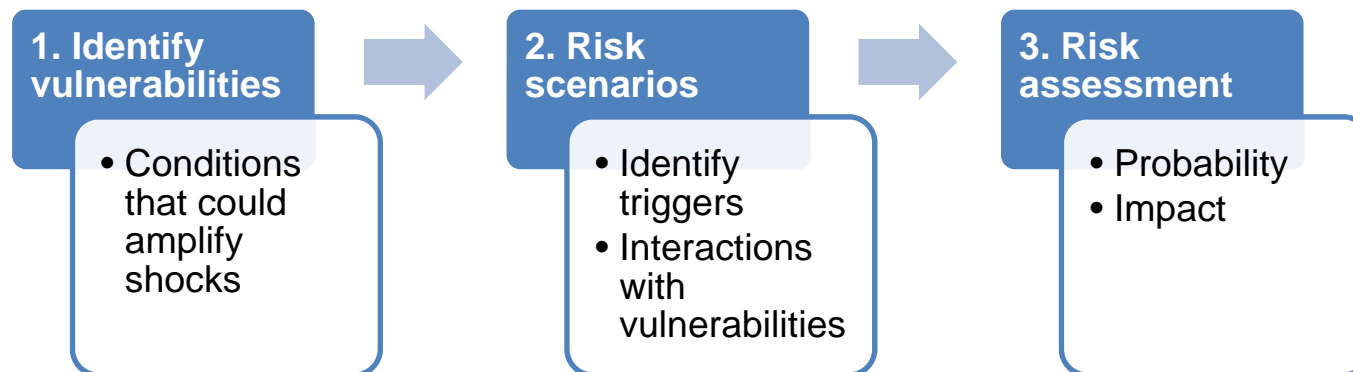 1. Identify
vulnerabilities
• Conditions
that could
amplify
shocks
2. Risk
scenarios
• Identify
triggers
• Interactions
with
vulnerabilities
3. Risk
assessment
• Probability
• Impact